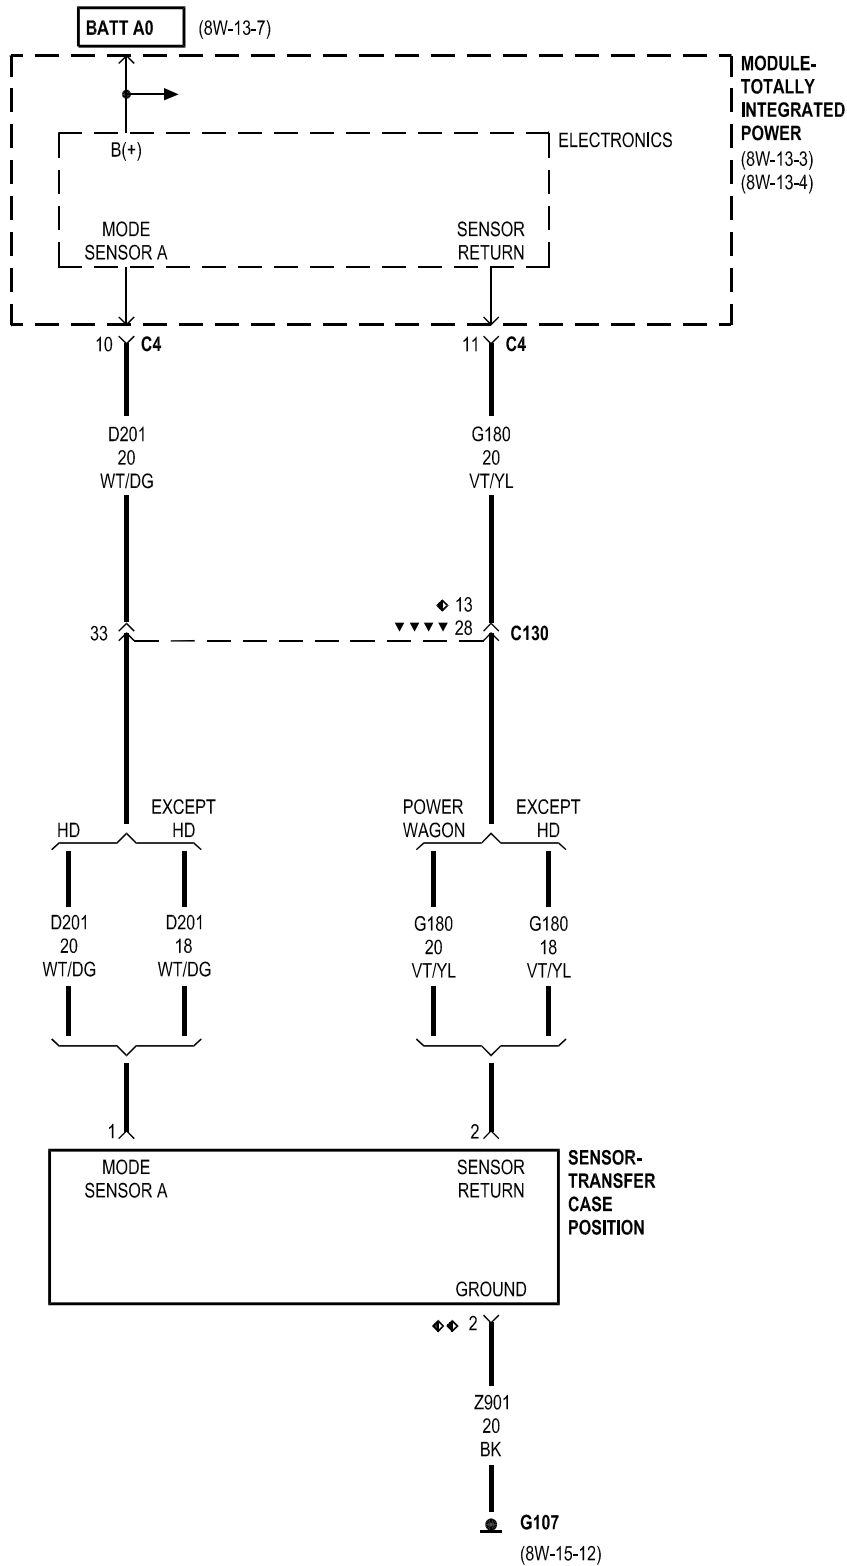 BATT A0 (8W-13-7)
MODULE-
TOTALLY
INTEGRATED
POWER
(8W-13-3)
(8W-13-4)
B(+)
ELECTRONICS
MODE
SENSOR A
SENSOR
RETURN
10 C4
11 C4
D201
20
WT/DG
G180
20
VT/YL
13
33
28 C130
HD
EXCEPT
HD
POWER
WAGON
EXCEPT
HD
D201
20
WT/DG
D201
18
WT/DG
G180
20
VT/YL
G180
18
VT/YL
1
2
MODE
SENSOR A
SENSOR
RETURN
SENSOR-
TRANSFER
CASE
POSITION
GROUND
2
Z901
20
BK
G107
(8W-15-12)